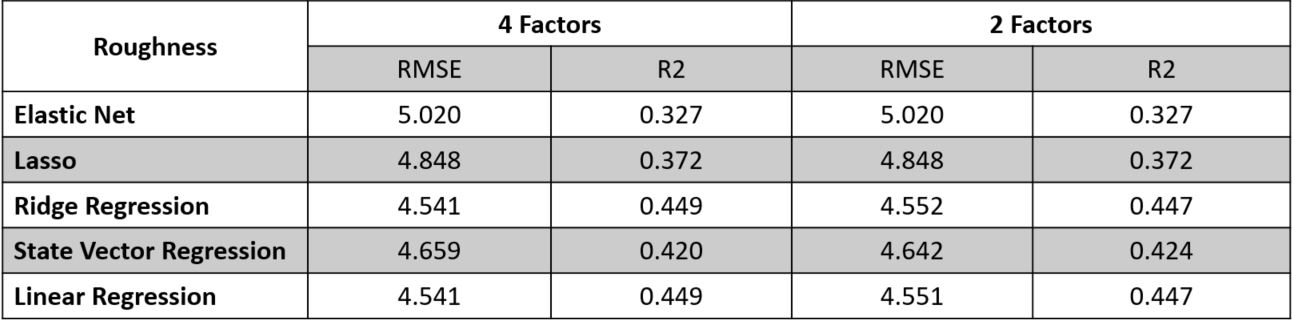 Roughness 4 Factors 2 Factors
RMSE R2 RMSE R2
Elastic Net 5.020 0.327 5.020 0.327
Lasso 4.848 0.372 4.848 0.372
Ridge Regression 4.541 0.449 4.552 0.447
State Vector Regression 4.659 0.420 4.642 0.424
Linear Regression 4.541 0.449 4.551 0.447